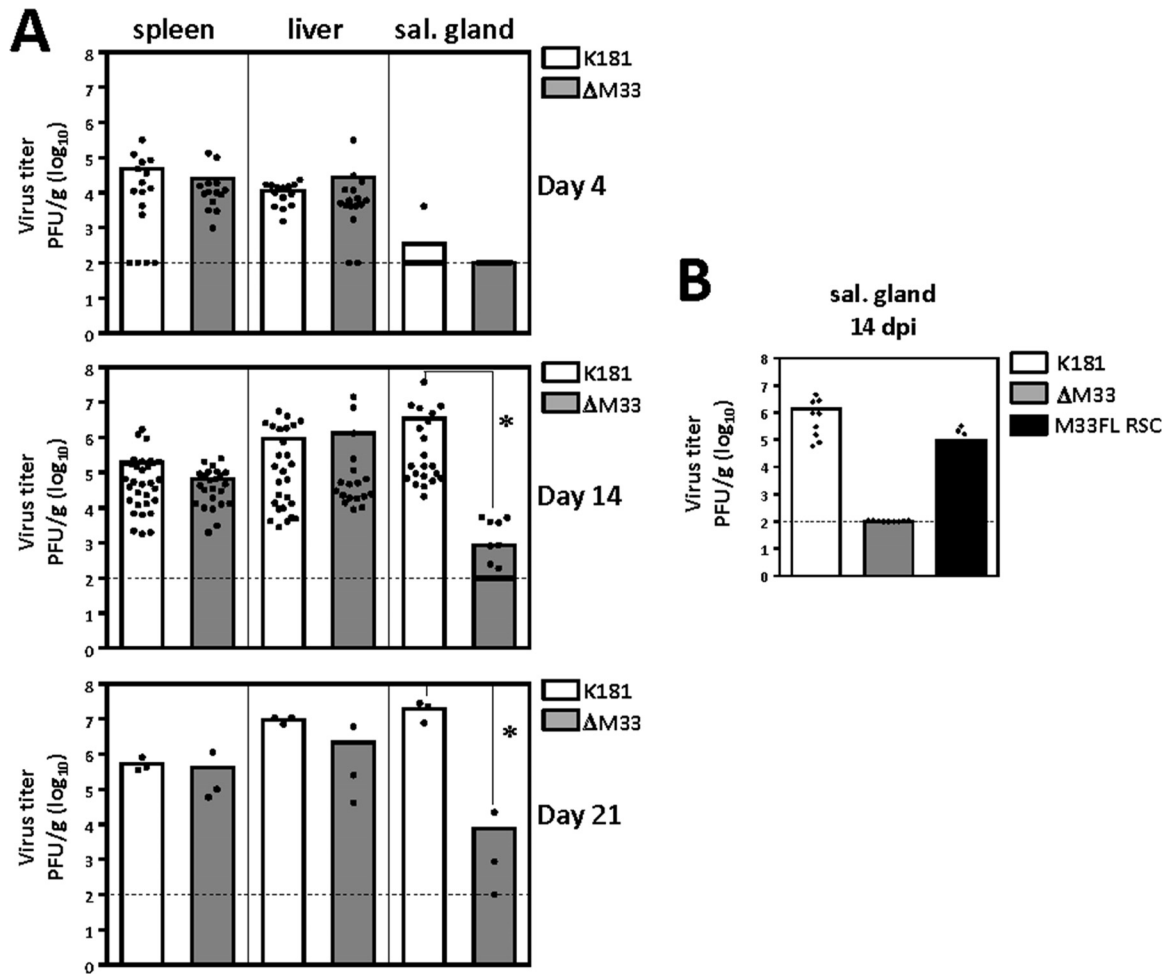 A
spleen liver sal. gland
8
7
6
5
4
3
2
1
0
Virus titer
PFU/g (log10)
K181
ΔM33
Day 4
8
7
6
5
4
3
2
1
0
Virus titer
PFU/g (log10)
K181
ΔM33
*
Day 14
8
7
6
5
4
3
2
1
0
Virus titer
PFU/g (log10)
K181
ΔM33
*
Day 21
B
sal. gland
14 dpi
8
7
6
5
4
3
2
1
0
Virus titer
PFU/g (log10)
K181
ΔM33
M33FL RSC